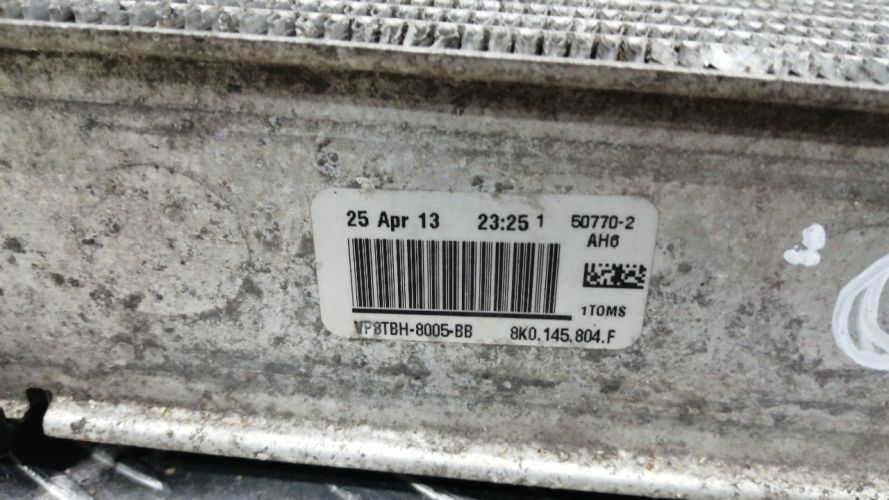 25 Apr 13 23:25 1 50770-2
AH6
1TOMS
VP8TBH-8005-BB 8K0.145.804.F